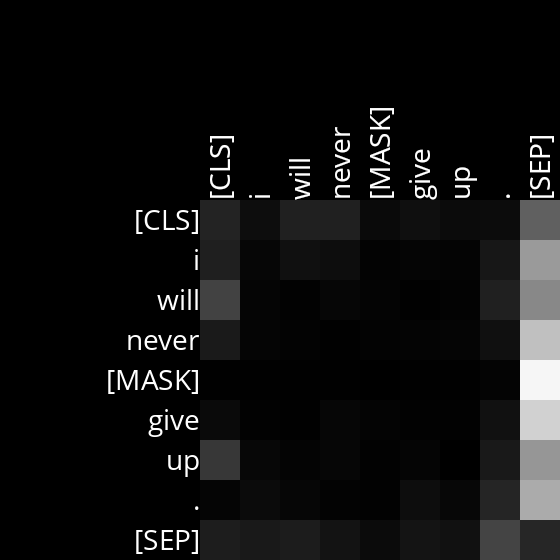 [CLS] i will never [MASK] give up . [SEP]
[CLS]
i
will
never
[MASK]
give
up
.
[SEP]